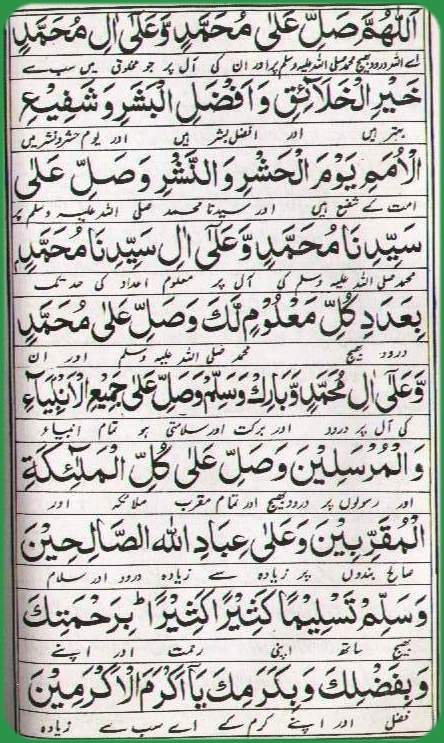 اَللّٰهُمَّ صَلِّ عَلٰى مُحَمَّدٍ وَّعَلٰى اٰلِ مُحَمَّدٍ
اے اللہ درود بھیج محمد صلی اللہ علیہ وسلم پر اور ان کی آل پر جو مخلوق میں سب سے
خَيْرِ الْخَلَآئِقِ وَاَفْضَلِ الْبَشَرِ وَشَفِيْعِ
بہتر ہیں اور افضل بشر ہیں اور یوم حشر و نشر میں
الْاُمَمِ يَوْمَ الْحَشْرِ وَالنَّشْرِ وَصَلِّ عَلٰى
امت کے شفیع ہیں اور سیدنا محمد صلی اللہ علیہ وسلم پر
سَيِّدِنَا مُحَمَّدٍ وَّعَلٰى اٰلِ سَيِّدِنَا مُحَمَّدٍ
محمد صلی اللہ علیہ وسلم کی آل پر معلوم اعداد کی حد تک
بِعَدَدِ كُلِّ مَعْلُوْمٍ لَّكَ وَصَلِّ عَلٰى مُحَمَّدٍ
درود بھیج محمد صلی اللہ علیہ وسلم اور ان
وَّعَلٰى اٰلِ مُحَمَّدٍ وَّبَارِكْ وَسَلِّمْ وَصَلِّ عَلٰى جَمِيْعِ الْاَنْبِيَآءِ
کی آل پر درود اور برکت اور سلامتی ہو تمام انبیاء
وَالْمُرْسَلِيْنَ وَصَلِّ عَلٰى كُلِّ الْمَلٰٓئِكَةِ
اور رسولوں پر درود بھیج اور تمام مقرب ملائکہ اور
الْمُقَرَّبِيْنَ وَعَلٰى عِبَادِ اللّٰهِ الصَّالِحِيْنَ
صالح بندوں پر زیادہ سے زیادہ درود اور سلام
وَسَلِّمْ تَسْلِيْمًا كَثِيْرًا كَثِيْرًا ؕ بِرَحْمَتِكَ
بھیج ساتھ اپنی رحمت اور اپنے
وَبِفَضْلِكَ وَبِكَرَمِكَ يَآ اَكْرَمَ الْاَكْرَمِيْنَ
فضل اور اپنے کرم کے اے سب سے زیادہ